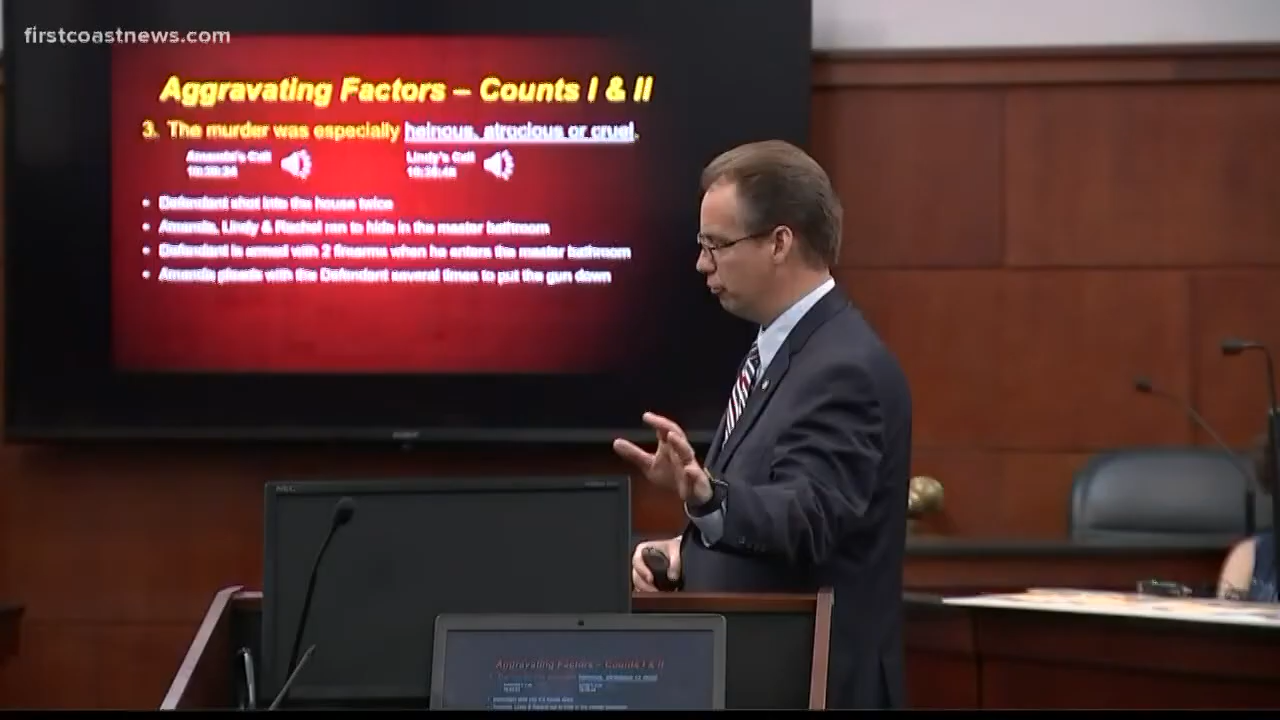 firstcoastnews.com
Aggravating Factors – Counts I & II
3. The murder was especially heinous, atrocious or cruel.
Amanda's Call Lindy's Call
• Defendant shot into the house twice
• Amanda, Lindy & Rachel ran to hide in the master bathroom
• Defendant is armed with 2 firearms when he enters the master bathroom
• Amanda pleads with the Defendant several times to put the gun down
NEC
Aggravating Factors – Counts I & II